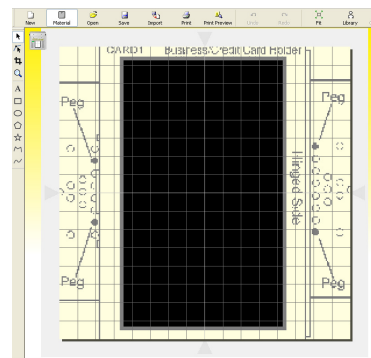 New Material Open Save Import Print Print Preview Undo Redo Fit Library
CARD1 Business/Credit Card Holder
Peg
Peg
Hinged Side
Peg
Peg